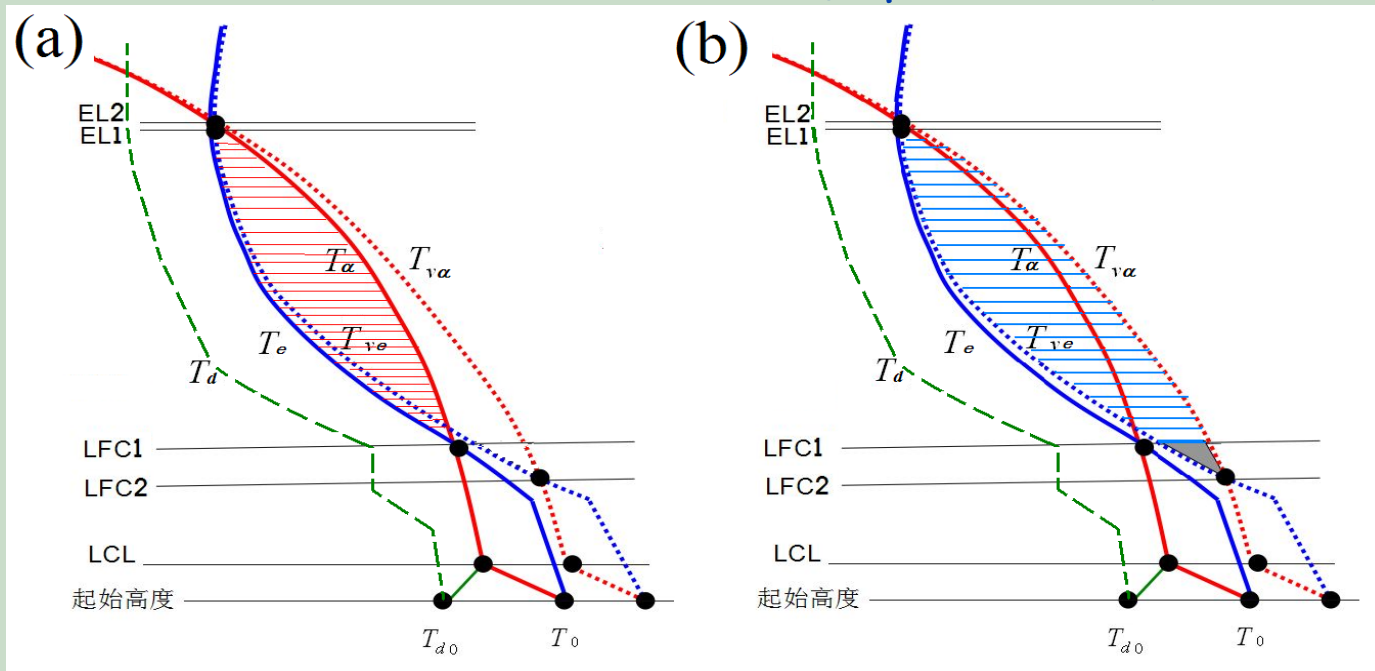 (a)
EL2
EL1
Tα
Tvα
Te
Tve
Td
LFC1
LFC2
LCL
起始高度
Td0
T0
(b)
EL2
EL1
Tα
Tvα
Te
Tve
Td
LFC1
LFC2
LCL
起始高度
Td0
T0